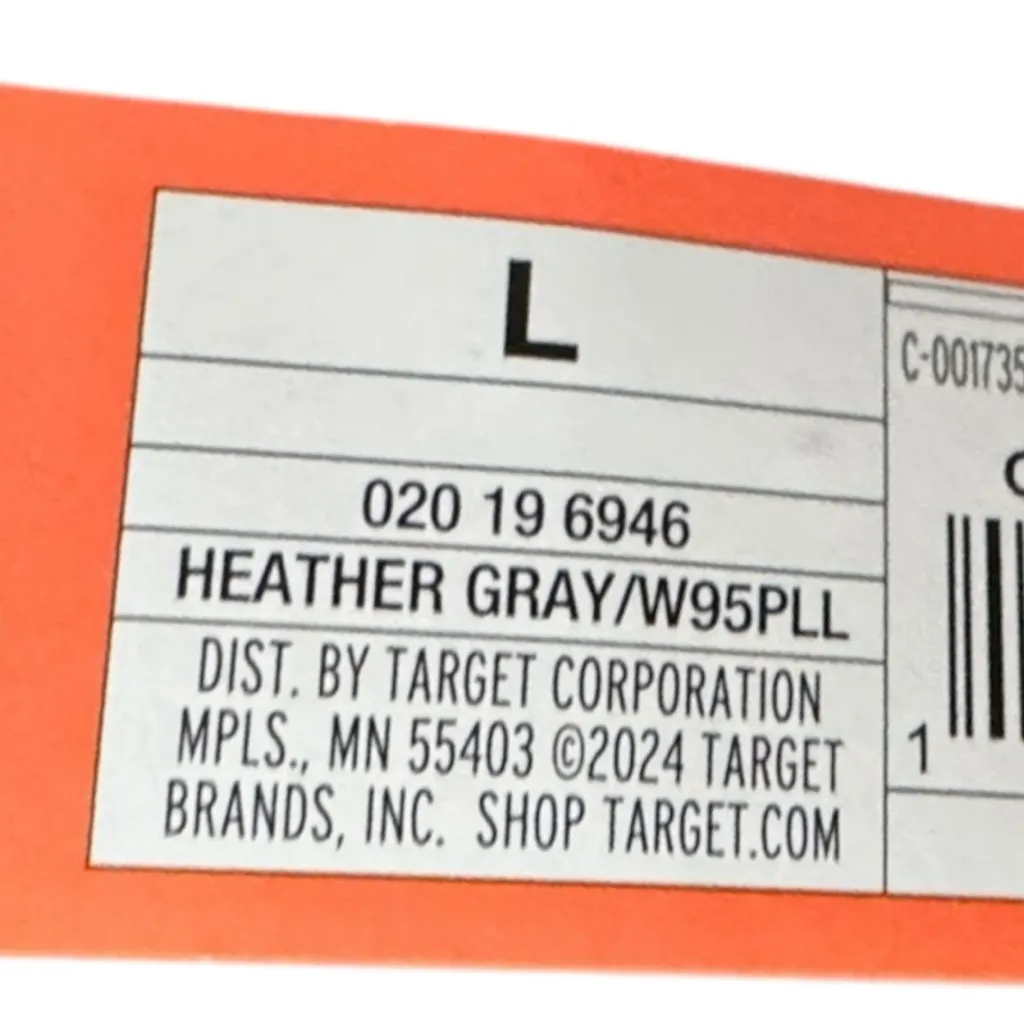 L
020 19 6946
HEATHER GRAY/W95PLL
DIST. BY TARGET CORPORATION
MPLS., MN 55403 ©2024 TARGET
BRANDS, INC. SHOP TARGET.COM
C-001735
1